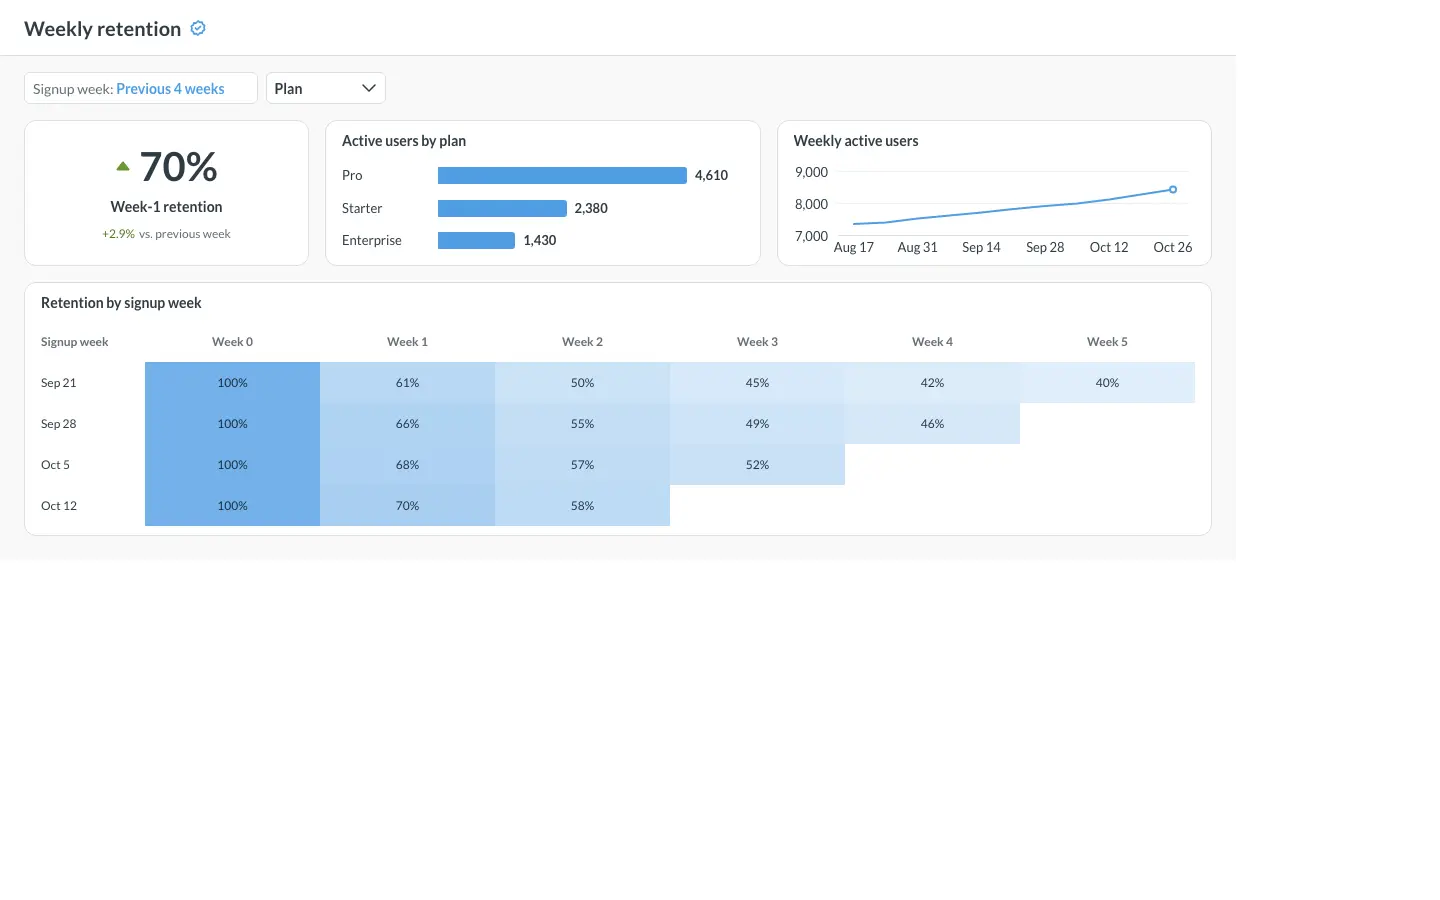 Weekly retention
Signup week: Previous 4 weeks
Plan
70%
Week-1 retention
+2.9% vs. previous week
Active users by plan
Pro 4,610
Starter 2,380
Enterprise 1,430
Weekly active users
9,000
8,000
7,000
Aug 17 Aug 31 Sep 14 Sep 28 Oct 12 Oct 26
Retention by signup week
Signup week Week 0 Week 1 Week 2 Week 3 Week 4 Week 5
Sep 21 100% 61% 50% 45% 42% 40%
Sep 28 100% 66% 55% 49% 46%
Oct 5 100% 68% 57% 52%
Oct 12 100% 70% 58%